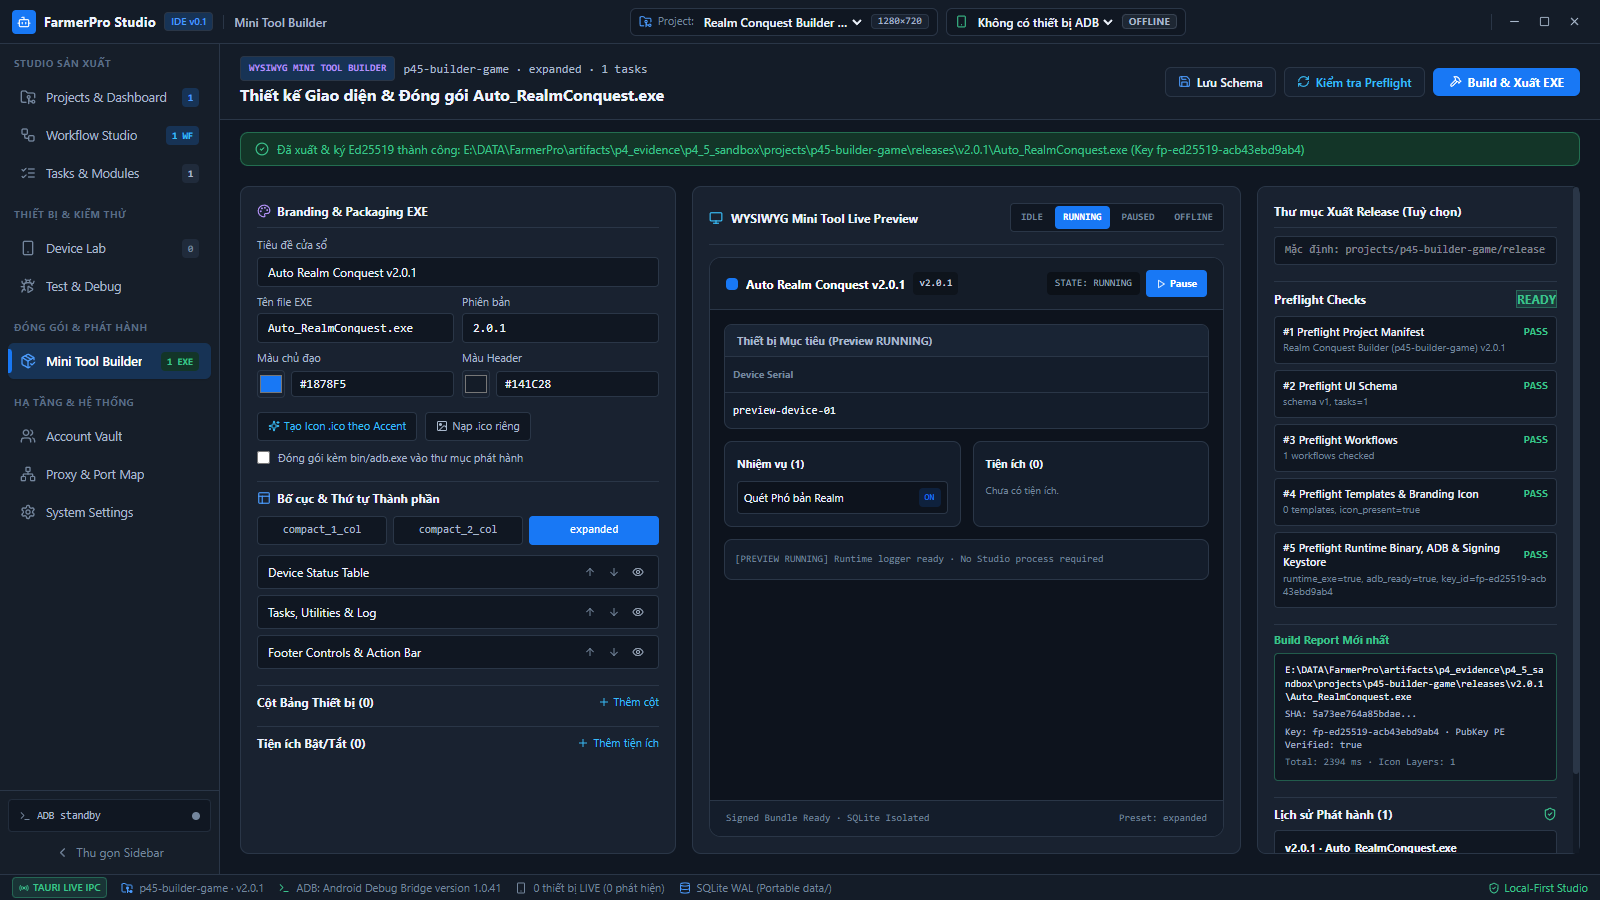 FarmerPro Studio IDE v0.1 Mini Tool Builder
Project: Realm Conquest Builder ... 1280×720
Không có thiết bị ADB OFFLINE
STUDIO SẢN XUẤT
Projects & Dashboard 1
Workflow Studio 1 WF
Tasks & Modules 1
THIẾT BỊ & KIỂM THỬ
Device Lab 0
Test & Debug
ĐÓNG GÓI & PHÁT HÀNH
Mini Tool Builder 1 EXE
HẠ TẦNG & HỆ THỐNG
Account Vault
Proxy & Port Map
System Settings
ADB standby
Thu gọn Sidebar
WYSIWYG MINI TOOL BUILDER p45-builder-game · expanded · 1 tasks
Thiết kế Giao diện & Đóng gói Auto_RealmConquest.exe
Lưu Schema
Kiểm tra Preflight
Build & Xuất EXE
Đã xuất & ký Ed25519 thành công: E:\DATA\FarmerPro\artifacts\p4_evidence\p4_5_sandbox\projects\p45-builder-game\releases\v2.0.1\Auto_RealmConquest.exe (Key fp-ed25519-acb43ebd9ab4)
Branding & Packaging EXE
Tiêu đề cửa sổ
Auto Realm Conquest v2.0.1
Tên file EXE Phiên bản
Auto_RealmConquest.exe 2.0.1
Màu chủ đạo Màu Header
#1878F5 #141C28
Tạo Icon .ico theo Accent Nạp .ico riêng
Đóng gói kèm bin/adb.exe vào thư mục phát hành
Bố cục & Thứ tự Thành phần
compact_1_col compact_2_col expanded
Device Status Table
Tasks, Utilities & Log
Footer Controls & Action Bar
Cột Bảng Thiết bị (0) + Thêm cột
Tiện ích Bật/Tắt (0) + Thêm tiện ích
WYSIWYG Mini Tool Live Preview
IDLE RUNNING PAUSED OFFLINE
Auto Realm Conquest v2.0.1 v2.0.1 STATE: RUNNING Pause
Thiết bị Mục tiêu (Preview RUNNING)
Device Serial
preview-device-01
Nhiệm vụ (1)
Quét Phó bản Realm ON
Tiện ích (0)
Chưa có tiện ích.
[PREVIEW RUNNING] Runtime logger ready · No Studio process required
Signed Bundle Ready · SQLite Isolated Preset: expanded
Thư mục Xuất Release (Tuỳ chọn)
Mặc định: projects/p45-builder-game/release
Preflight Checks READY
#1 Preflight Project Manifest PASS
Realm Conquest Builder (p45-builder-game) v2.0.1
#2 Preflight UI Schema PASS
schema v1, tasks=1
#3 Preflight Workflows PASS
1 workflows checked
#4 Preflight Templates & Branding Icon PASS
0 templates, icon_present=true
#5 Preflight Runtime Binary, ADB & Signing
Keystore PASS
runtime_exe=true, adb_ready=true, key_id=fp-ed25519-acb
43ebd9ab4
Build Report Mới nhất
E:\DATA\FarmerPro\artifacts\p4_evidence\p4_5_sa
ndbox\projects\p45-builder-game\releases\v2.0.1
\Auto_RealmConquest.exe
SHA: 5a73ee764a85bdae...
Key: fp-ed25519-acb43ebd9ab4 · PubKey PE
Verified: true
Total: 2394 ms · Icon Layers: 1
Lịch sử Phát hành (1)
v2.0.1 · Auto_RealmConquest.exe
TAURI LIVE IPC p45-builder-game · v2.0.1 ADB: Android Debug Bridge version 1.0.41 0 thiết bị LIVE (0 phát hiện) SQLite WAL (Portable data/) Local-First Studio